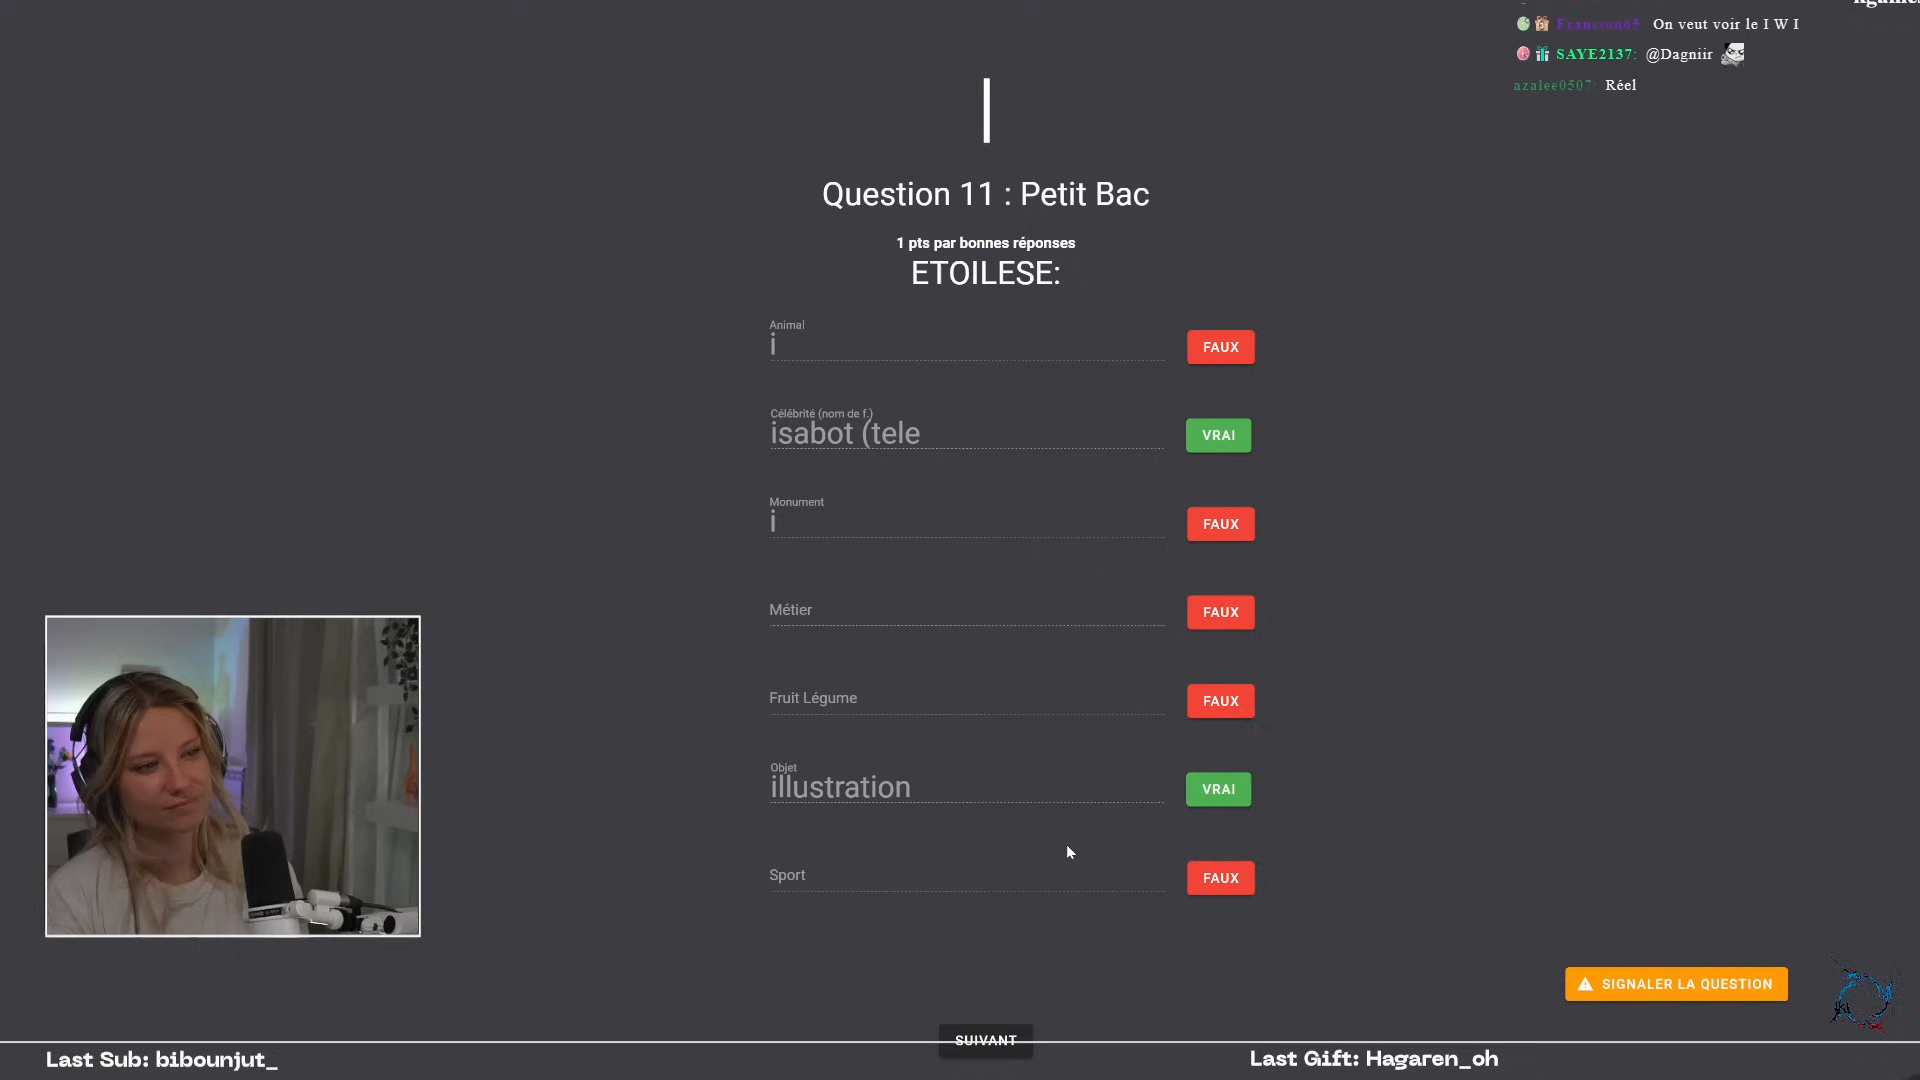 On veut voir le I W I
SAYE2137: @Dagniir
azalee0507: Réel
I
Question 11 : Petit Bac
1 pts par bonnes réponses
ETOILESE:
Animal
i
FAUX
Célébrité (nom de f.)
isabot (tele
VRAI
Monument
i
FAUX
Métier
FAUX
Fruit Légume
FAUX
Objet
illustration
VRAI
Sport
FAUX
SIGNALER LA QUESTION
SUIVANT
Last Sub: bibounjut_
Last Gift: Hagaren_oh